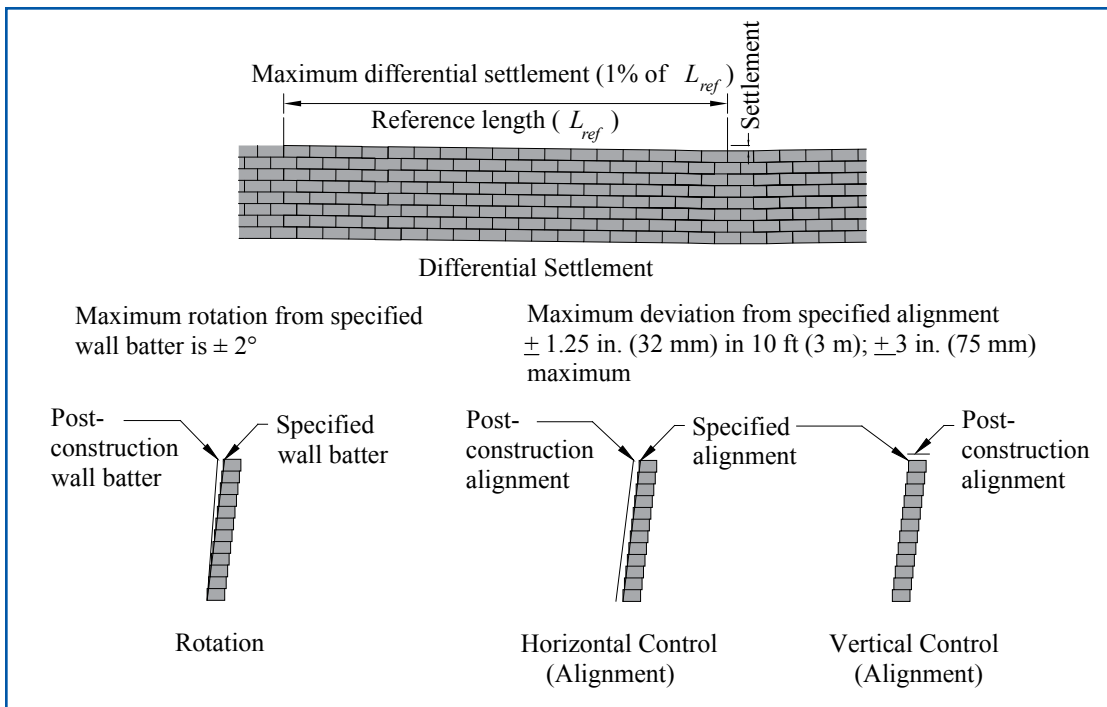 Maximum differential settlement (1% of L_ref)
Settlement
Reference length (L_ref)
Differential Settlement
Maximum rotation from specified
wall batter is ± 2°
Maximum deviation from specified alignment
± 1.25 in. (32 mm) in 10 ft (3 m); ± 3 in. (75 mm)
maximum
Post-
construction
wall batter
Specified
wall batter
Post-
construction
alignment
Specified
alignment
Post-
construction
alignment
Rotation
Horizontal Control
(Alignment)
Vertical Control
(Alignment)